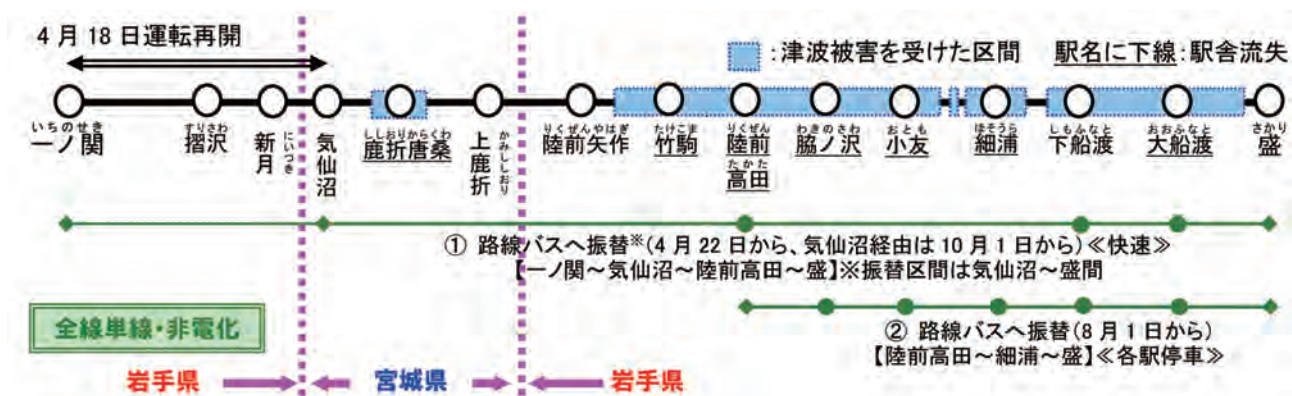 4月18日運転再開
:津波被害を受けた区間 駅名に下線:駅舎流失
いちのせき
一ノ関
すりさわ
摺沢
にいつき
新月
気仙沼
ししおりからくわ
鹿折唐桑
かみししおり
上鹿折
りくぜんやはぎ
陸前矢作
たけこま
竹駒
りくぜん
陸前
たかた
高田
わきのさわ
脇ノ沢
おとも
小友
ほそうら
細浦
しもふなと
下船渡
おおふなと
大船渡
さかり
盛
① 路線バスへ振替※(4月22日から、気仙沼経由は10月1日から)≪快速≫
【一ノ関~気仙沼~陸前高田~盛】※振替区間は気仙沼~盛間
全線単線・非電化
② 路線バスへ振替(8月1日から)
【陸前高田~細浦~盛】≪各駅停車≫
岩手県 宮城県 岩手県